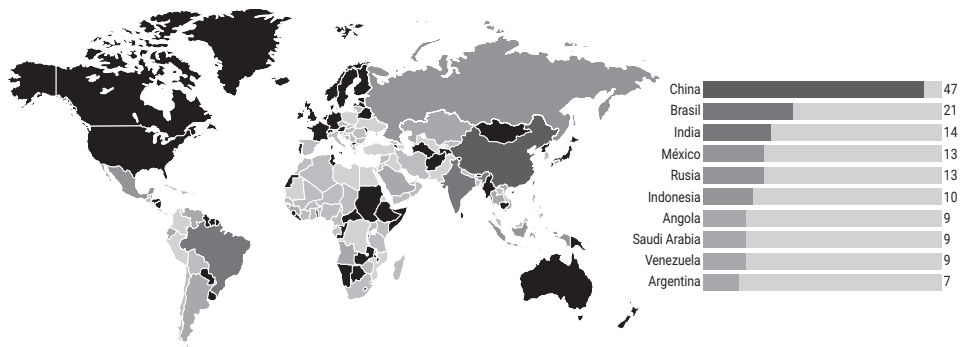 China 47
Brasil 21
India 14
México 13
Rusia 13
Indonesia 10
Angola 9
Saudi Arabia 9
Venezuela 9
Argentina 7